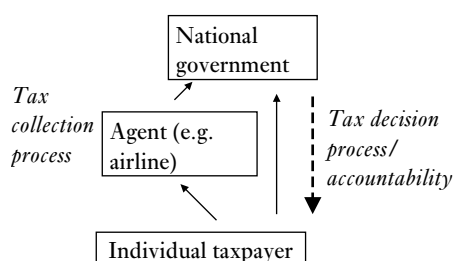 National
government
Tax
collection
process
Agent (e.g.
airline)
Tax decision
process/
accountability
Individual taxpayer